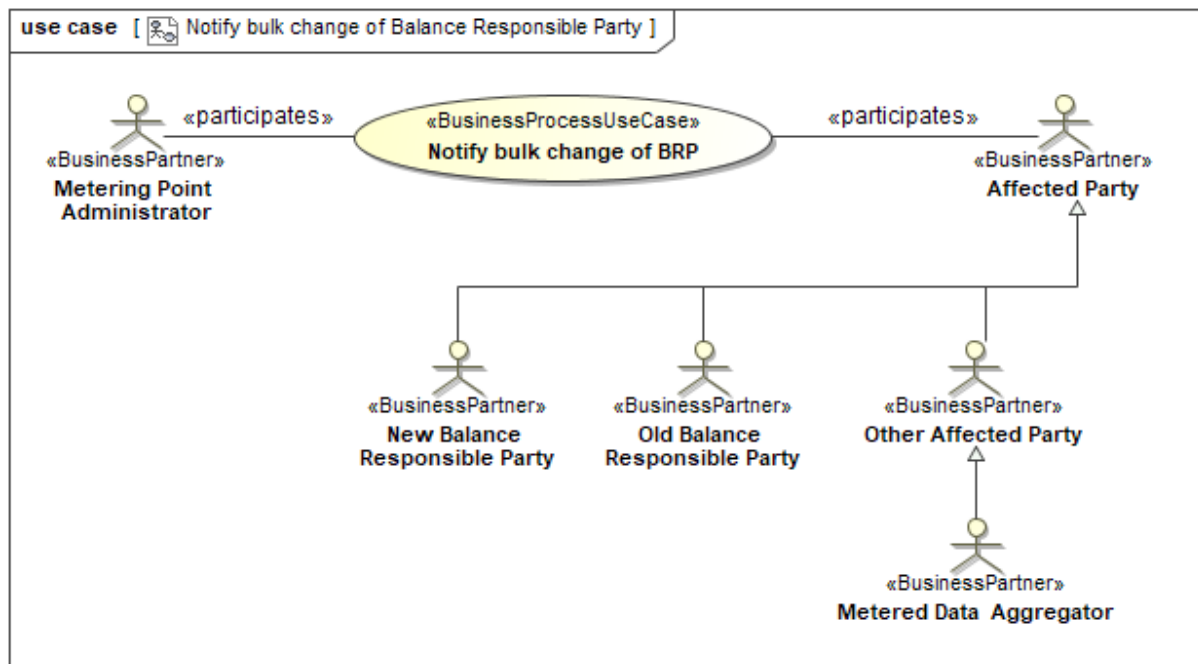 use case [ Notify bulk change of Balance Responsible Party ]
«participates»
«participates»
«BusinessProcessUseCase»
Notify bulk change of BRP
«BusinessPartner»
Metering Point
Administrator
«BusinessPartner»
Affected Party
«BusinessPartner»
New Balance
Responsible Party
«BusinessPartner»
Old Balance
Responsible Party
«BusinessPartner»
Other Affected Party
«BusinessPartner»
Metered Data Aggregator